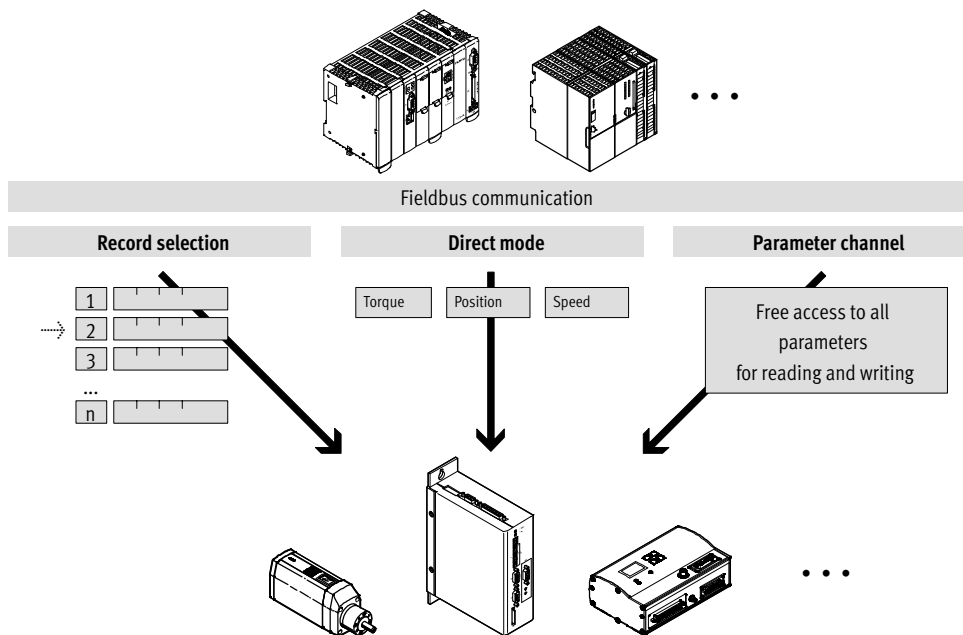 • • •
Fieldbus communication
Record selection
Direct mode
Parameter channel
1
2
3
...
n
Torque
Position
Speed
Free access to all
parameters
for reading and writing
• • •